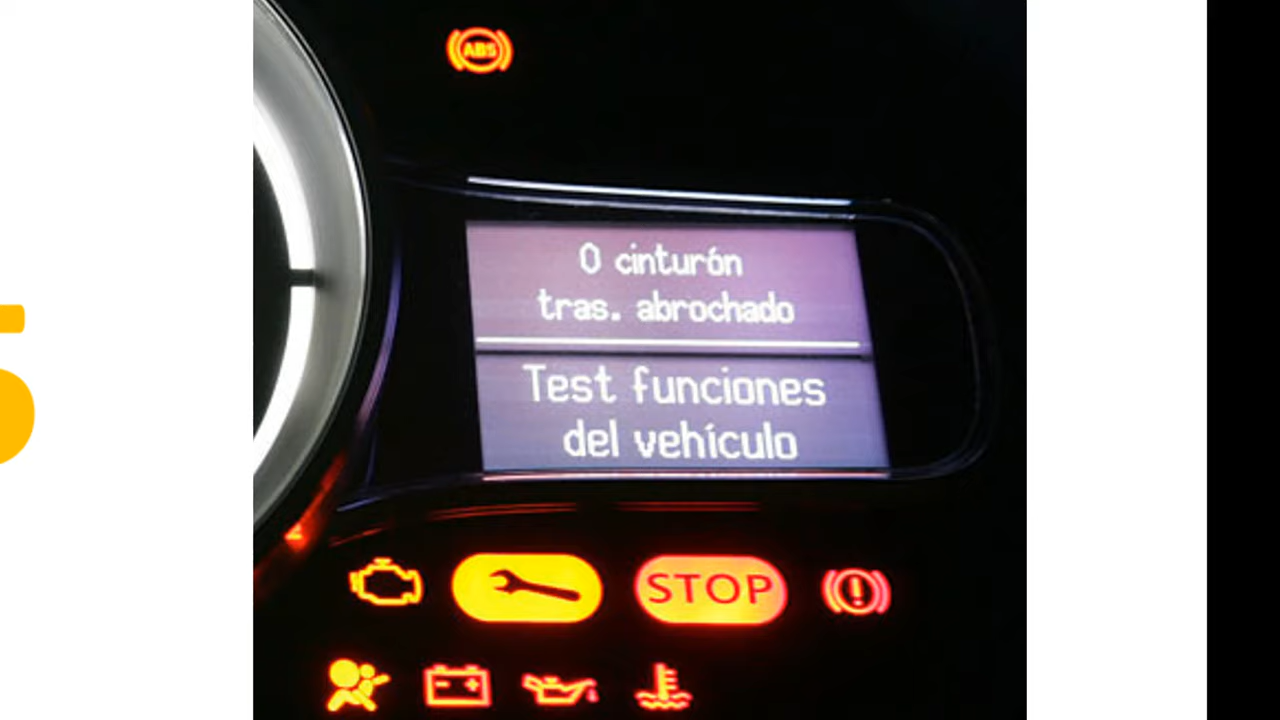 ABS
0 cinturón
tras. abrochado
Test funciones
del vehículo
STOP